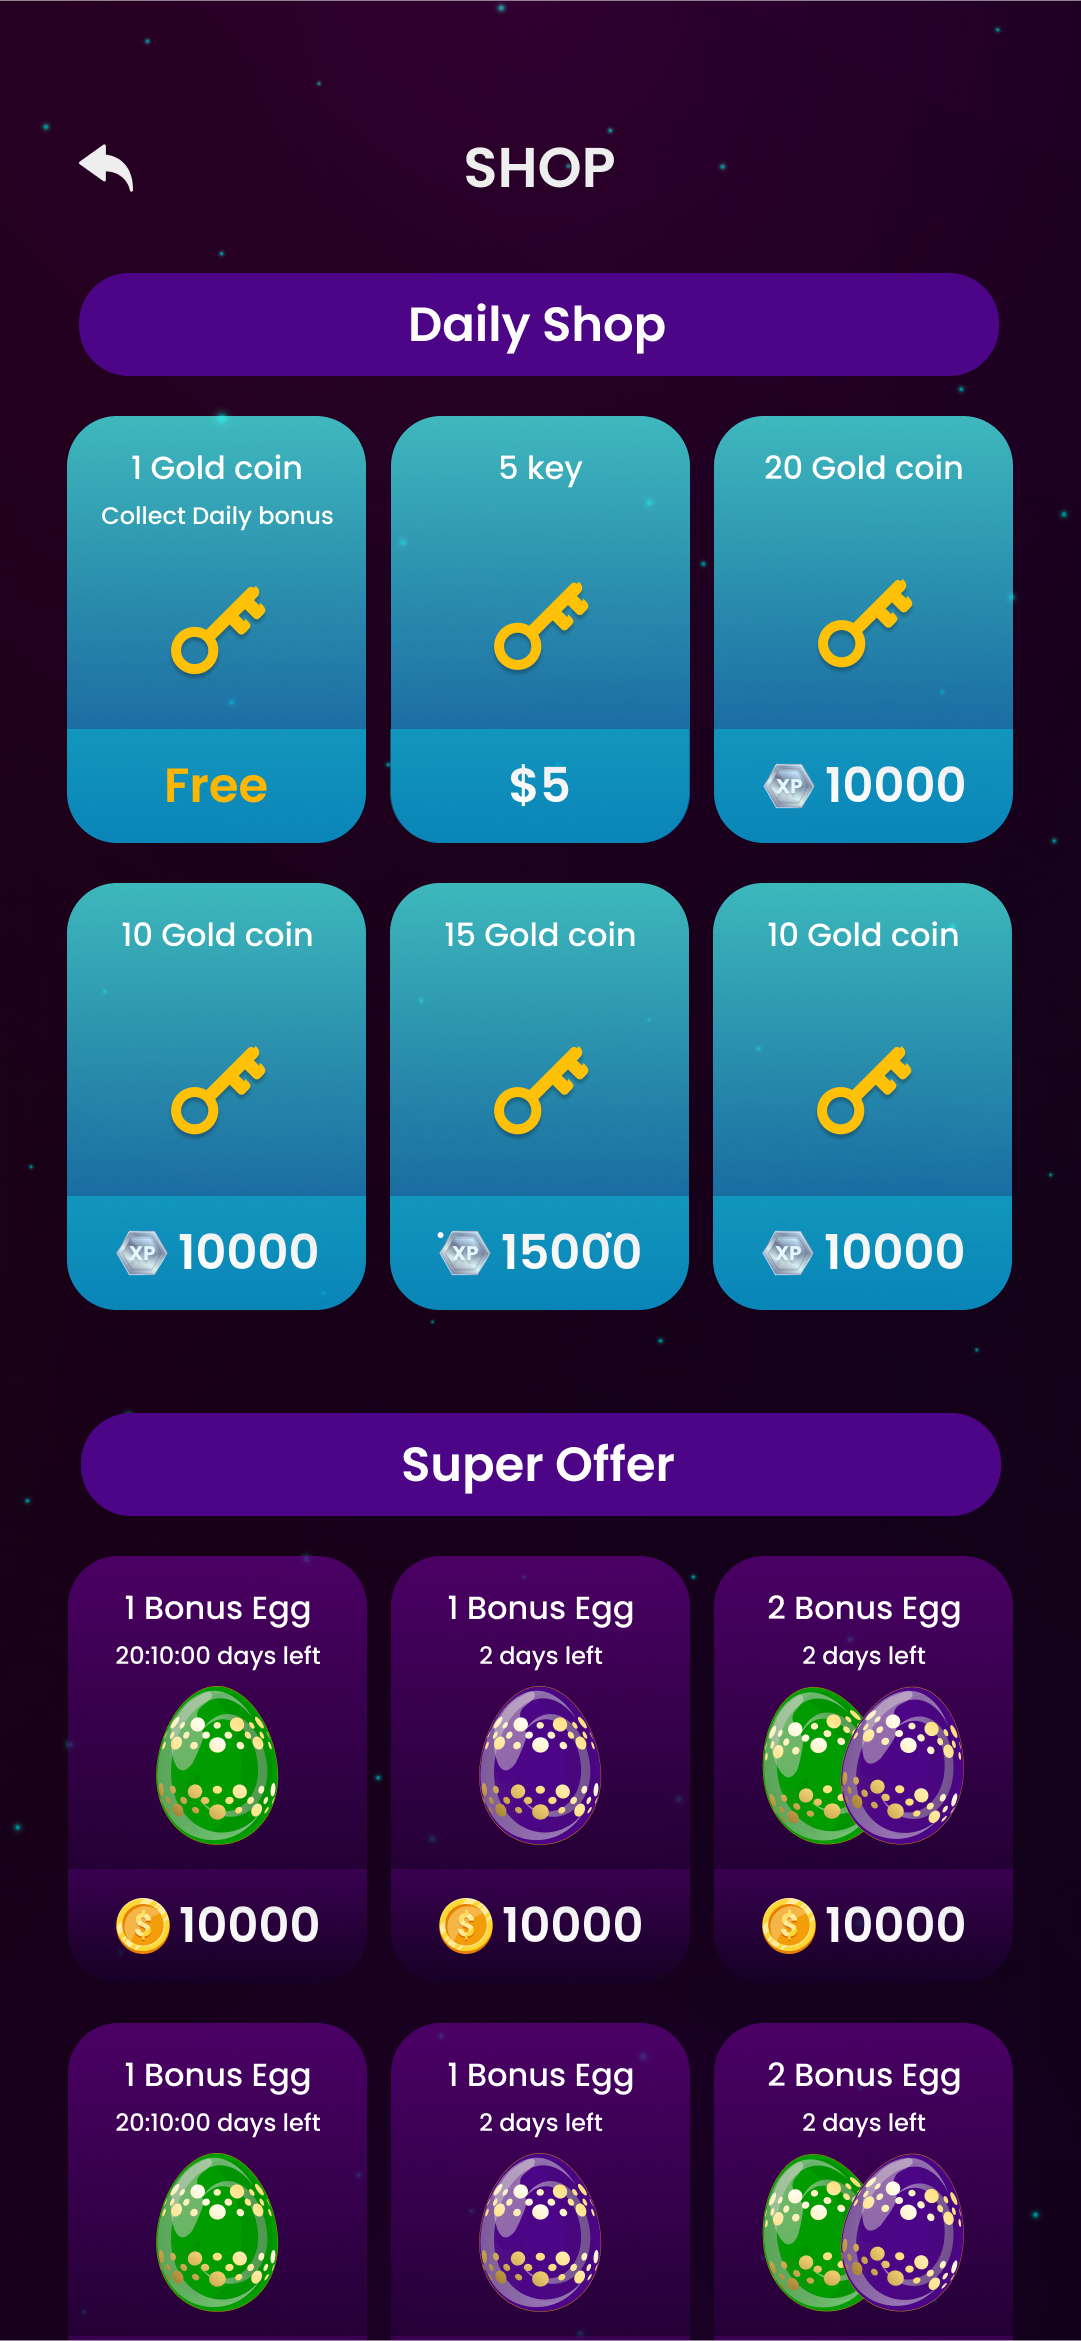 SHOP
Daily Shop
1 Gold coin
Collect Daily bonus
Free
5 key
$5
20 Gold coin
XP 10000
10 Gold coin
XP 10000
15 Gold coin
XP 15000
10 Gold coin
XP 10000
Super Offer
1 Bonus Egg
20:10:00 days left
$ 10000
1 Bonus Egg
2 days left
$ 10000
2 Bonus Egg
2 days left
$ 10000
1 Bonus Egg
20:10:00 days left
1 Bonus Egg
2 days left
2 Bonus Egg
2 days left